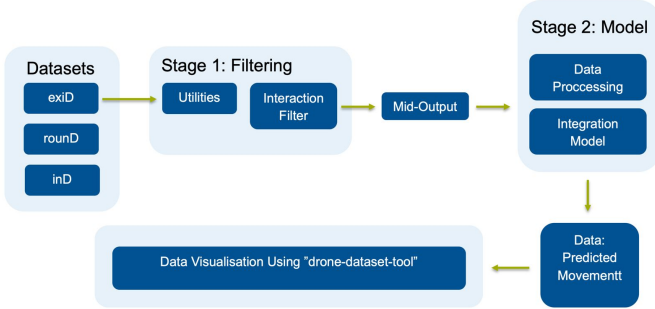 Datasets
exiD
rounD
inD
Stage 1: Filtering
Utilities
Interaction
Filter
Mid-Output
Stage 2: Model
Data
Proccessing
Integration
Model
Data:
Predicted
Movementt
Data Visualisation Using "drone-dataset-tool"